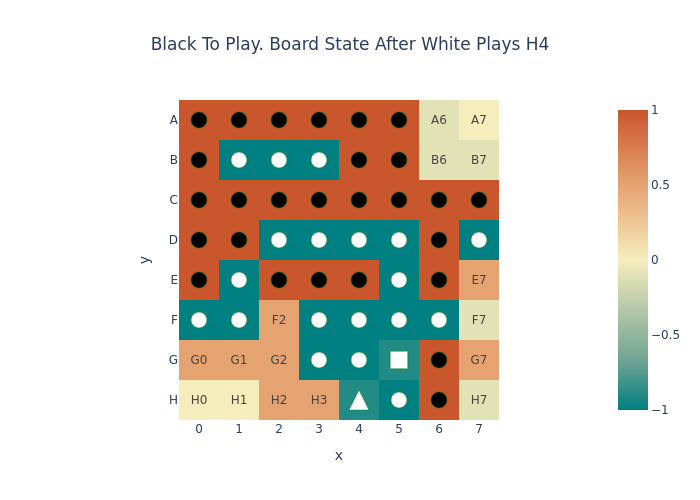 Black To Play. Board State After White Plays H4
A A6 A7 1
B B6 B7
C 0.5
D
y 0
E E7
F F2 F7 −0.5
G G0 G1 G2 G7
H H0 H1 H2 H3 H7 −1
0 1 2 3 4 5 6 7
x